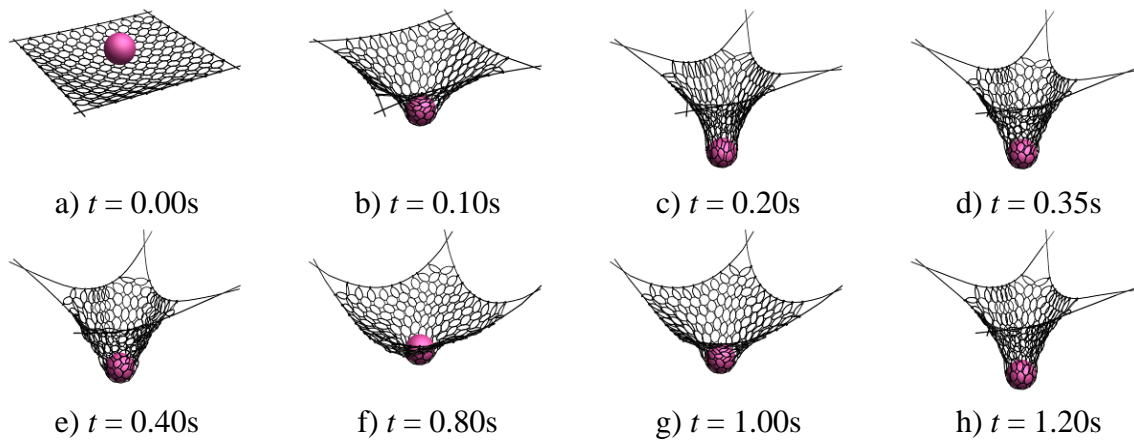 a) t = 0.00s
b) t = 0.10s
c) t = 0.20s
d) t = 0.35s
e) t = 0.40s
f) t = 0.80s
g) t = 1.00s
h) t = 1.20s